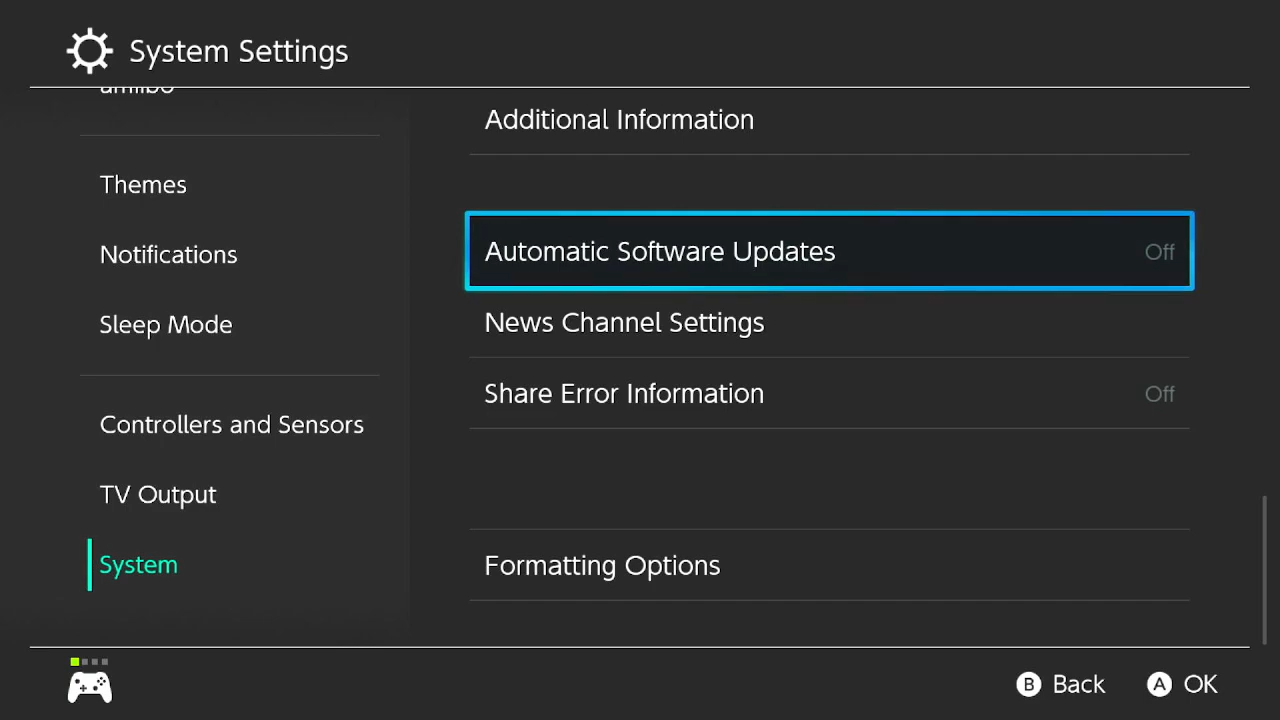 System Settings
amiibo
Themes
Notifications
Sleep Mode
Controllers and Sensors
TV Output
System
Additional Information
Automatic Software Updates Off
News Channel Settings
Share Error Information Off
Formatting Options
B Back A OK